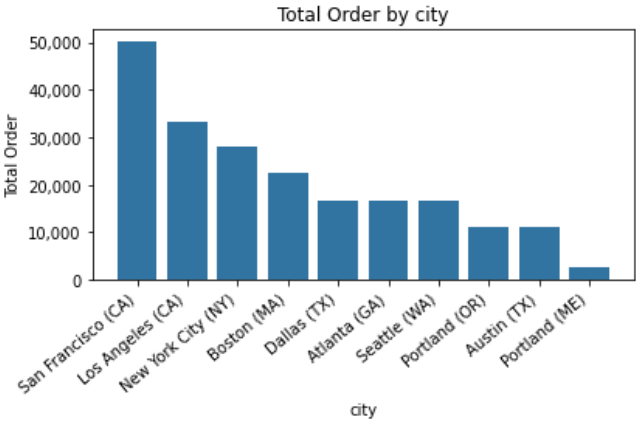 Total Order by city
50,000
40,000
30,000
20,000
10,000
0
Total Order
San Francisco (CA)
Los Angeles (CA)
New York City (NY)
Boston (MA)
Dallas (TX)
Atlanta (GA)
Seattle (WA)
Portland (OR)
Austin (TX)
Portland (ME)
city